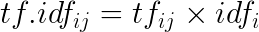 tf.idf_{ij} = tf_{ij} × idf_i